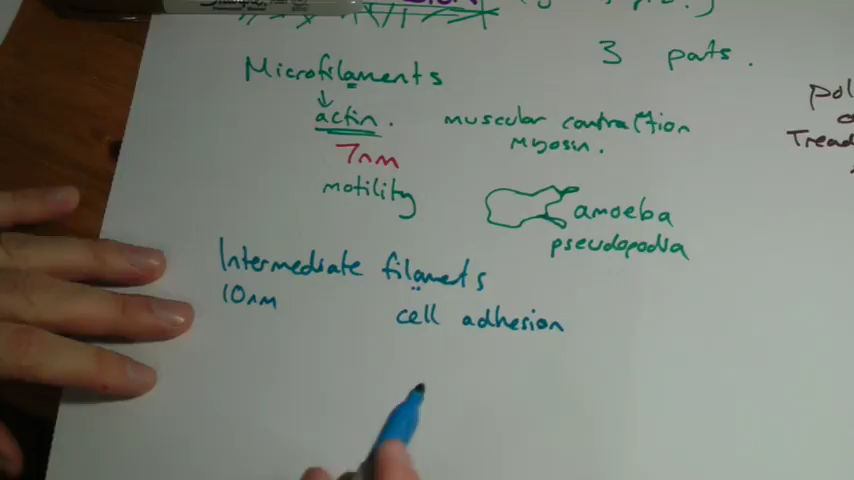 3 parts.
Microfilaments
actin.
muscular contraction
myosin.
7nm
motility
amoeba
pseudopodia
Intermediate filaments
10nm
cell adhesion